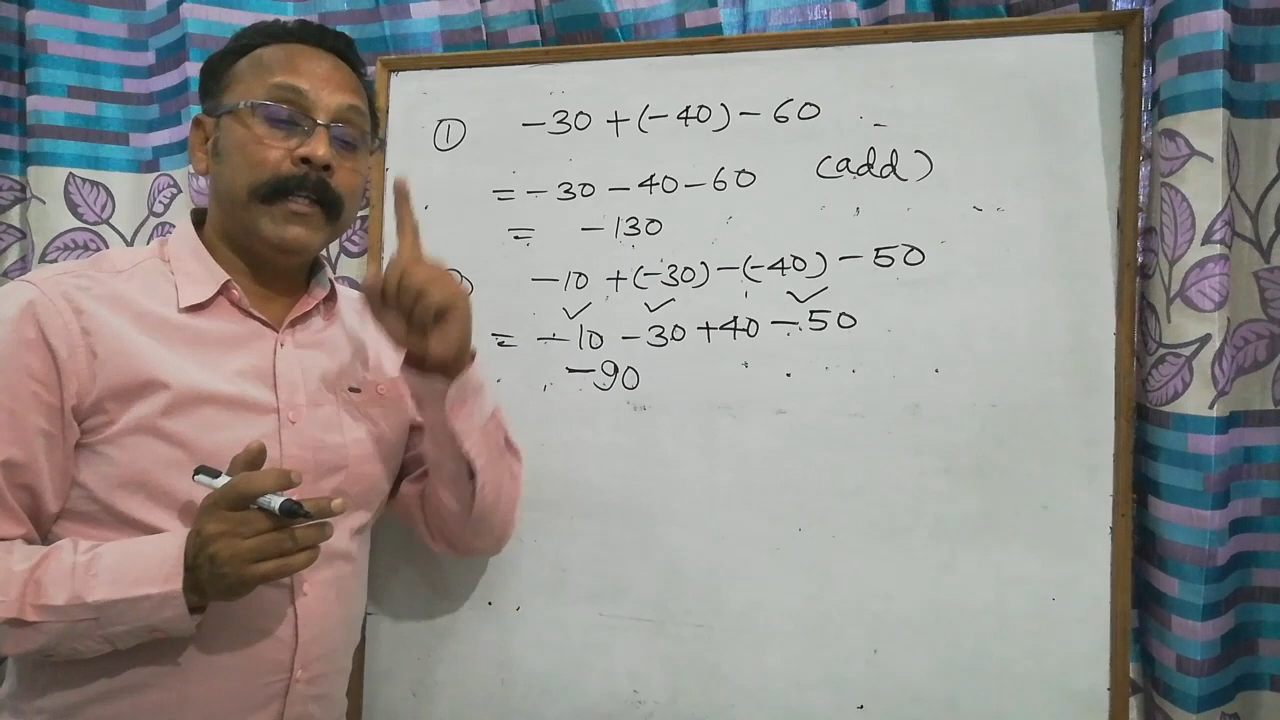 ① -30 + (-40) - 60
= - 30 - 40 - 60 (add)
= - 130
-10 + (-30) - (-40) - 50
= - 10 - 30 + 40 - 50
-90